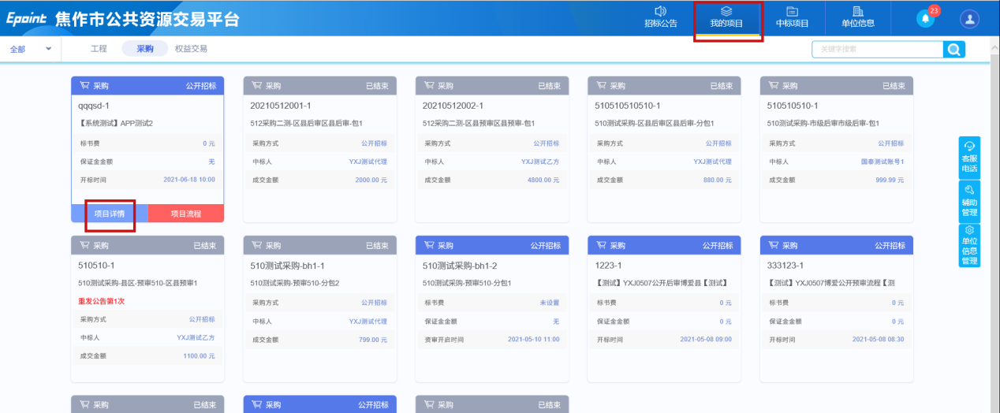 Epoint 焦作市公共资源交易平台
招标公告
我的项目
中标项目
单位信息
23
全部
工程
采购
权益交易
关键字搜索
采购 公开招标
qqqsd-1
【系统测试】APP测试2
标书费 0 元
保证金金额 无
开标时间 2021-06-18 10:00
项目详情 项目流程
采购 已结束
20210512001-1
512采购二测-区县后审区县后审-包1
采购方式 公开招标
中标人 YXJ测试代理
成交金额 2000.00 元
采购 已结束
20210512002-1
512采购二测-区县预审区县预审-包1
采购方式 公开招标
中标人 YXJ测试乙方
成交金额 4800.00 元
采购 已结束
510510510510-1
510测试采购-区县后审区县后审-分包1
采购方式 公开招标
中标人 YXJ测试代理
成交金额 880.00 元
采购 已结束
510510510-1
510测试采购-市级后审市级后审-包1
采购方式 公开招标
中标人 国泰测试账号1
成交金额 999.99 元
客服
电话
辅助
管理
单位
信息
管理
采购 已结束
510510-1
510测试采购-县区-预审510-区县预审1
重发公告第1次
采购方式 公开招标
中标人 YXJ测试乙方
成交金额 1100.00 元
采购 已结束
510测试采购-bh1-1
510测试采购-预审510-分包2
采购方式 公开招标
中标人 YXJ测试代理
成交金额 799.00 元
采购 公开招标
510测试采购-bh1-2
510测试采购-预审510-分包1
标书费 未设置
保证金金额 无
资审开启时间 2021-05-10 11:00
采购 公开招标
1223-1
【测试】YXJ0507公开后审博爱县【测试】
标书费 0 元
保证金金额 0 元
开标时间 2021-05-08 09:00
采购 公开招标
333123-1
【测试】YXJ0507博爱公开预审流程【测
标书费 0 元
保证金金额 0 元
开标时间 2021-05-08 08:30
采购 已结束
采购 公开招标
采购 已结束